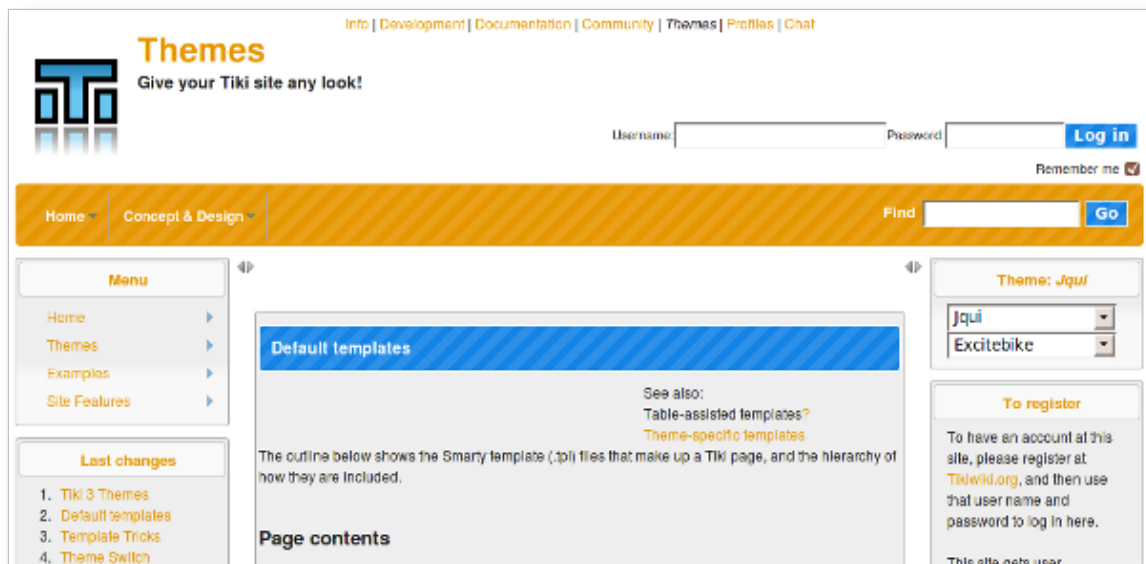 Info | Development | Documentation | Community | Themes | Profiles | Chat
Themes
Give your Tiki site any look!
Username: Password Log in
Remember me
Home Concept & Design Find Go
Menu
Home
Themes
Examples
Site Features
Last changes
1. Tiki 3 Themes
2. Default templates
3. Template Tricks
4. Theme Switch
Default templates
See also:
Table-assisted templates?
Theme-specific templates
The outline below shows the Smarty template (.tpl) files that make up a Tiki page, and the hierarchy of
how they are included.
Page contents
Theme: Jqui
Jqui
Excitebike
To register
To have an account at this
site, please register at
Tikiwiki.org, and then use
that user name and
password to log in here.
This site gets user